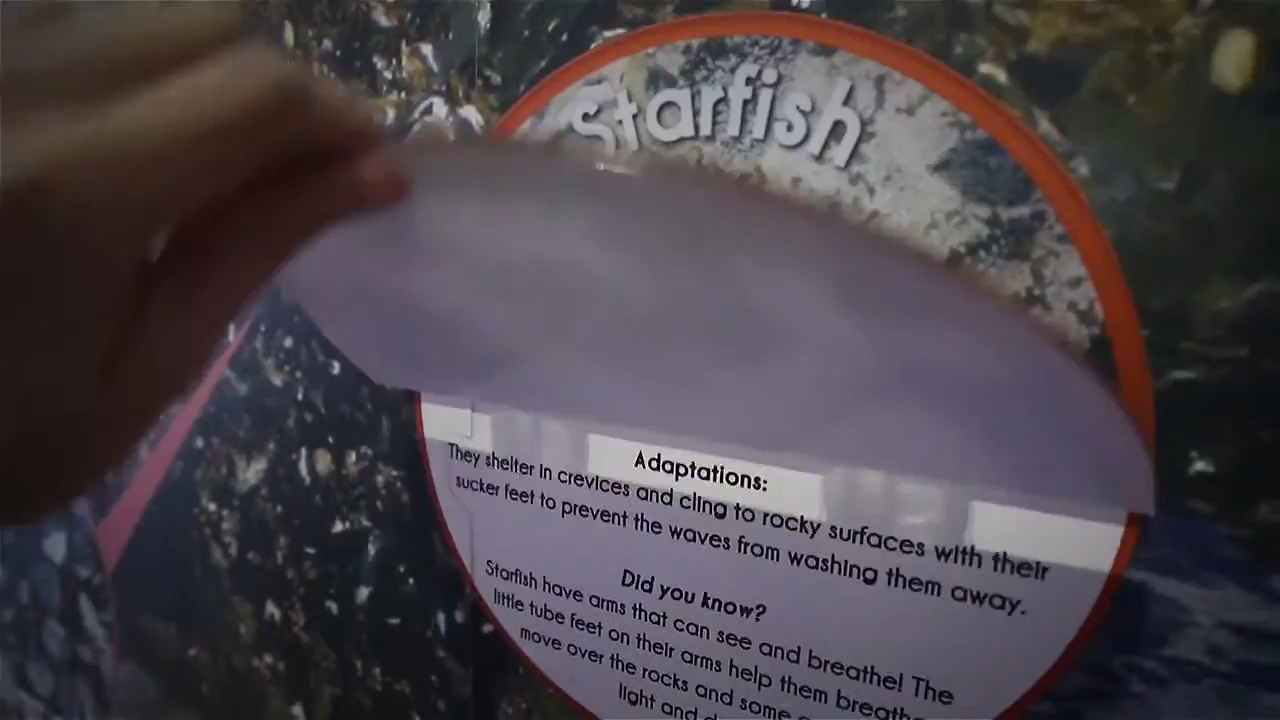 Starfish
Adaptations:
They shelter in crevices and cling to rocky surfaces with their
sucker feet to prevent the waves from washing them away.
Did you know?
Starfish have arms that can see and breathe! The
little tube feet on their arms help them
move over the rocks and some
light and